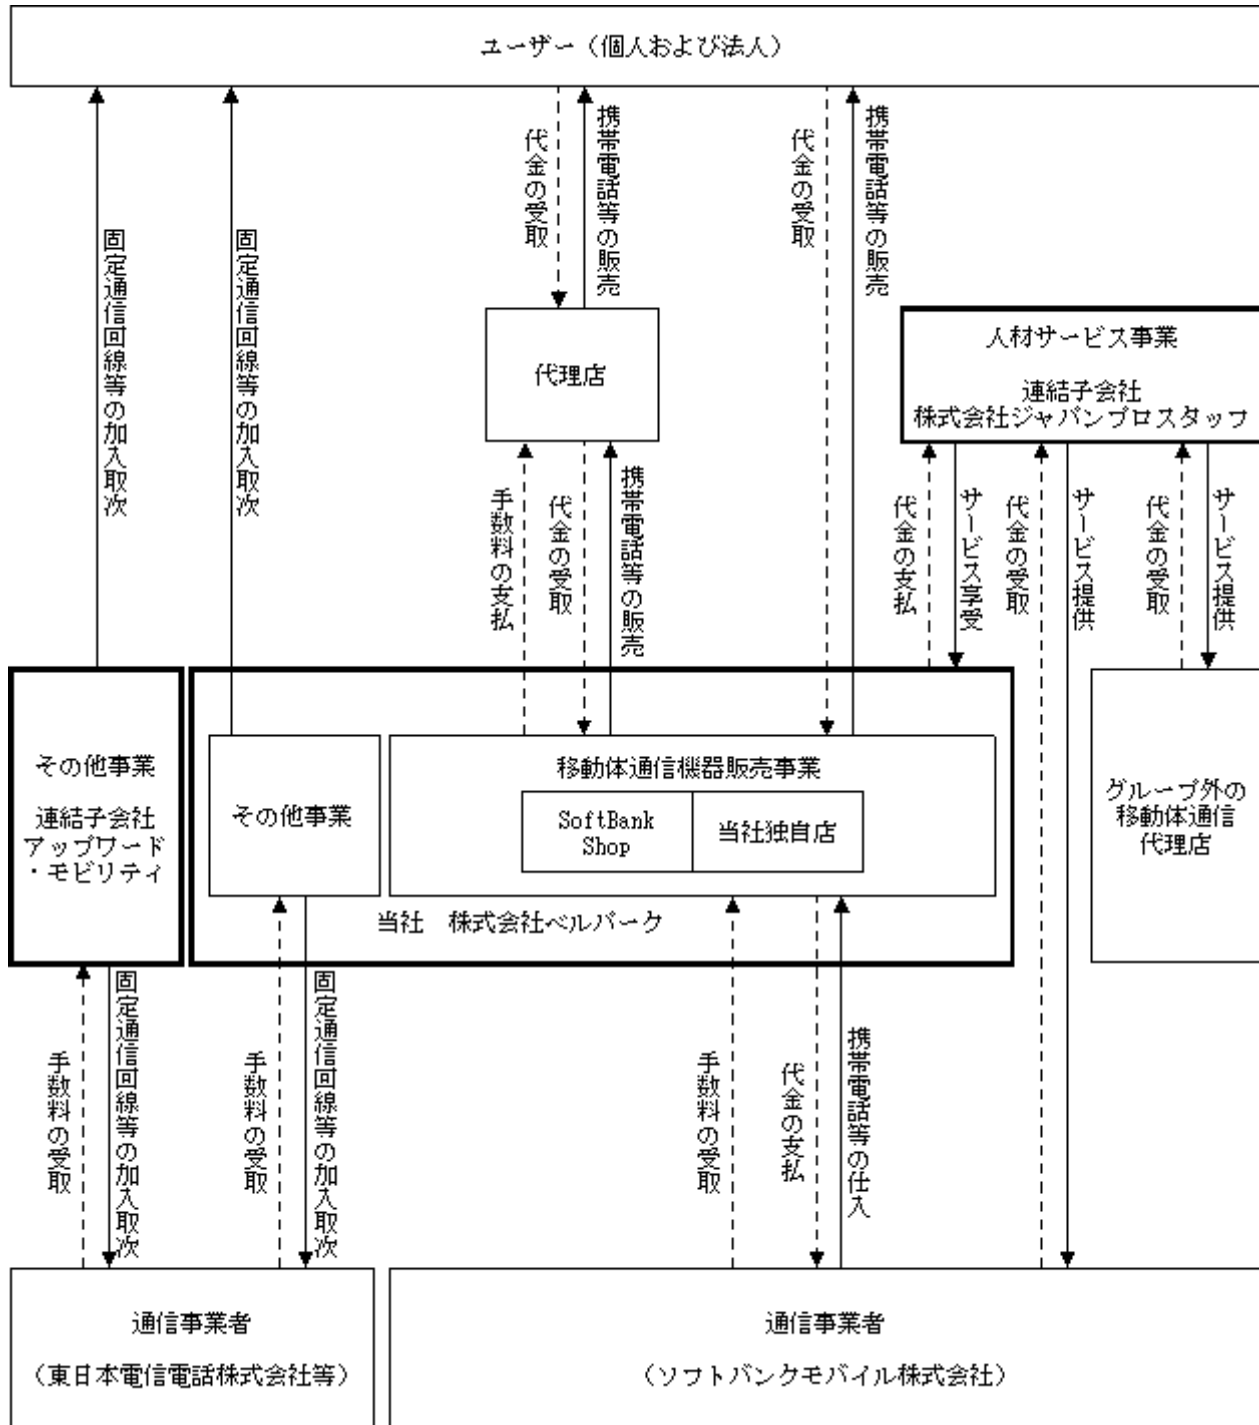 ユーザー（個人および法人）
固定通信回線等の加入取次
固定通信回線等の加入取次
代金の受取
携帯電話等の販売
代金の受取
携帯電話等の販売
代理店
人材サービス事業
連結子会社
株式会社ジャパンプロスタッフ
手数料の支払
代金の受取
携帯電話等の販売
代金の支払
サービス享受
代金の受取
サービス提供
代金の受取
サービス提供
その他事業
連結子会社
アップワード
・モビリティ
その他事業
移動体通信機器販売事業
SoftBank
Shop
当社独自店
当社　株式会社ベルパーク
グループ外の
移動体通信
代理店
手数料の受取
固定通信回線等の加入取次
手数料の受取
固定通信回線等の加入取次
手数料の受取
代金の支払
携帯電話等の仕入
通信事業者
（東日本電信電話株式会社等）
通信事業者
（ソフトバンクモバイル株式会社）